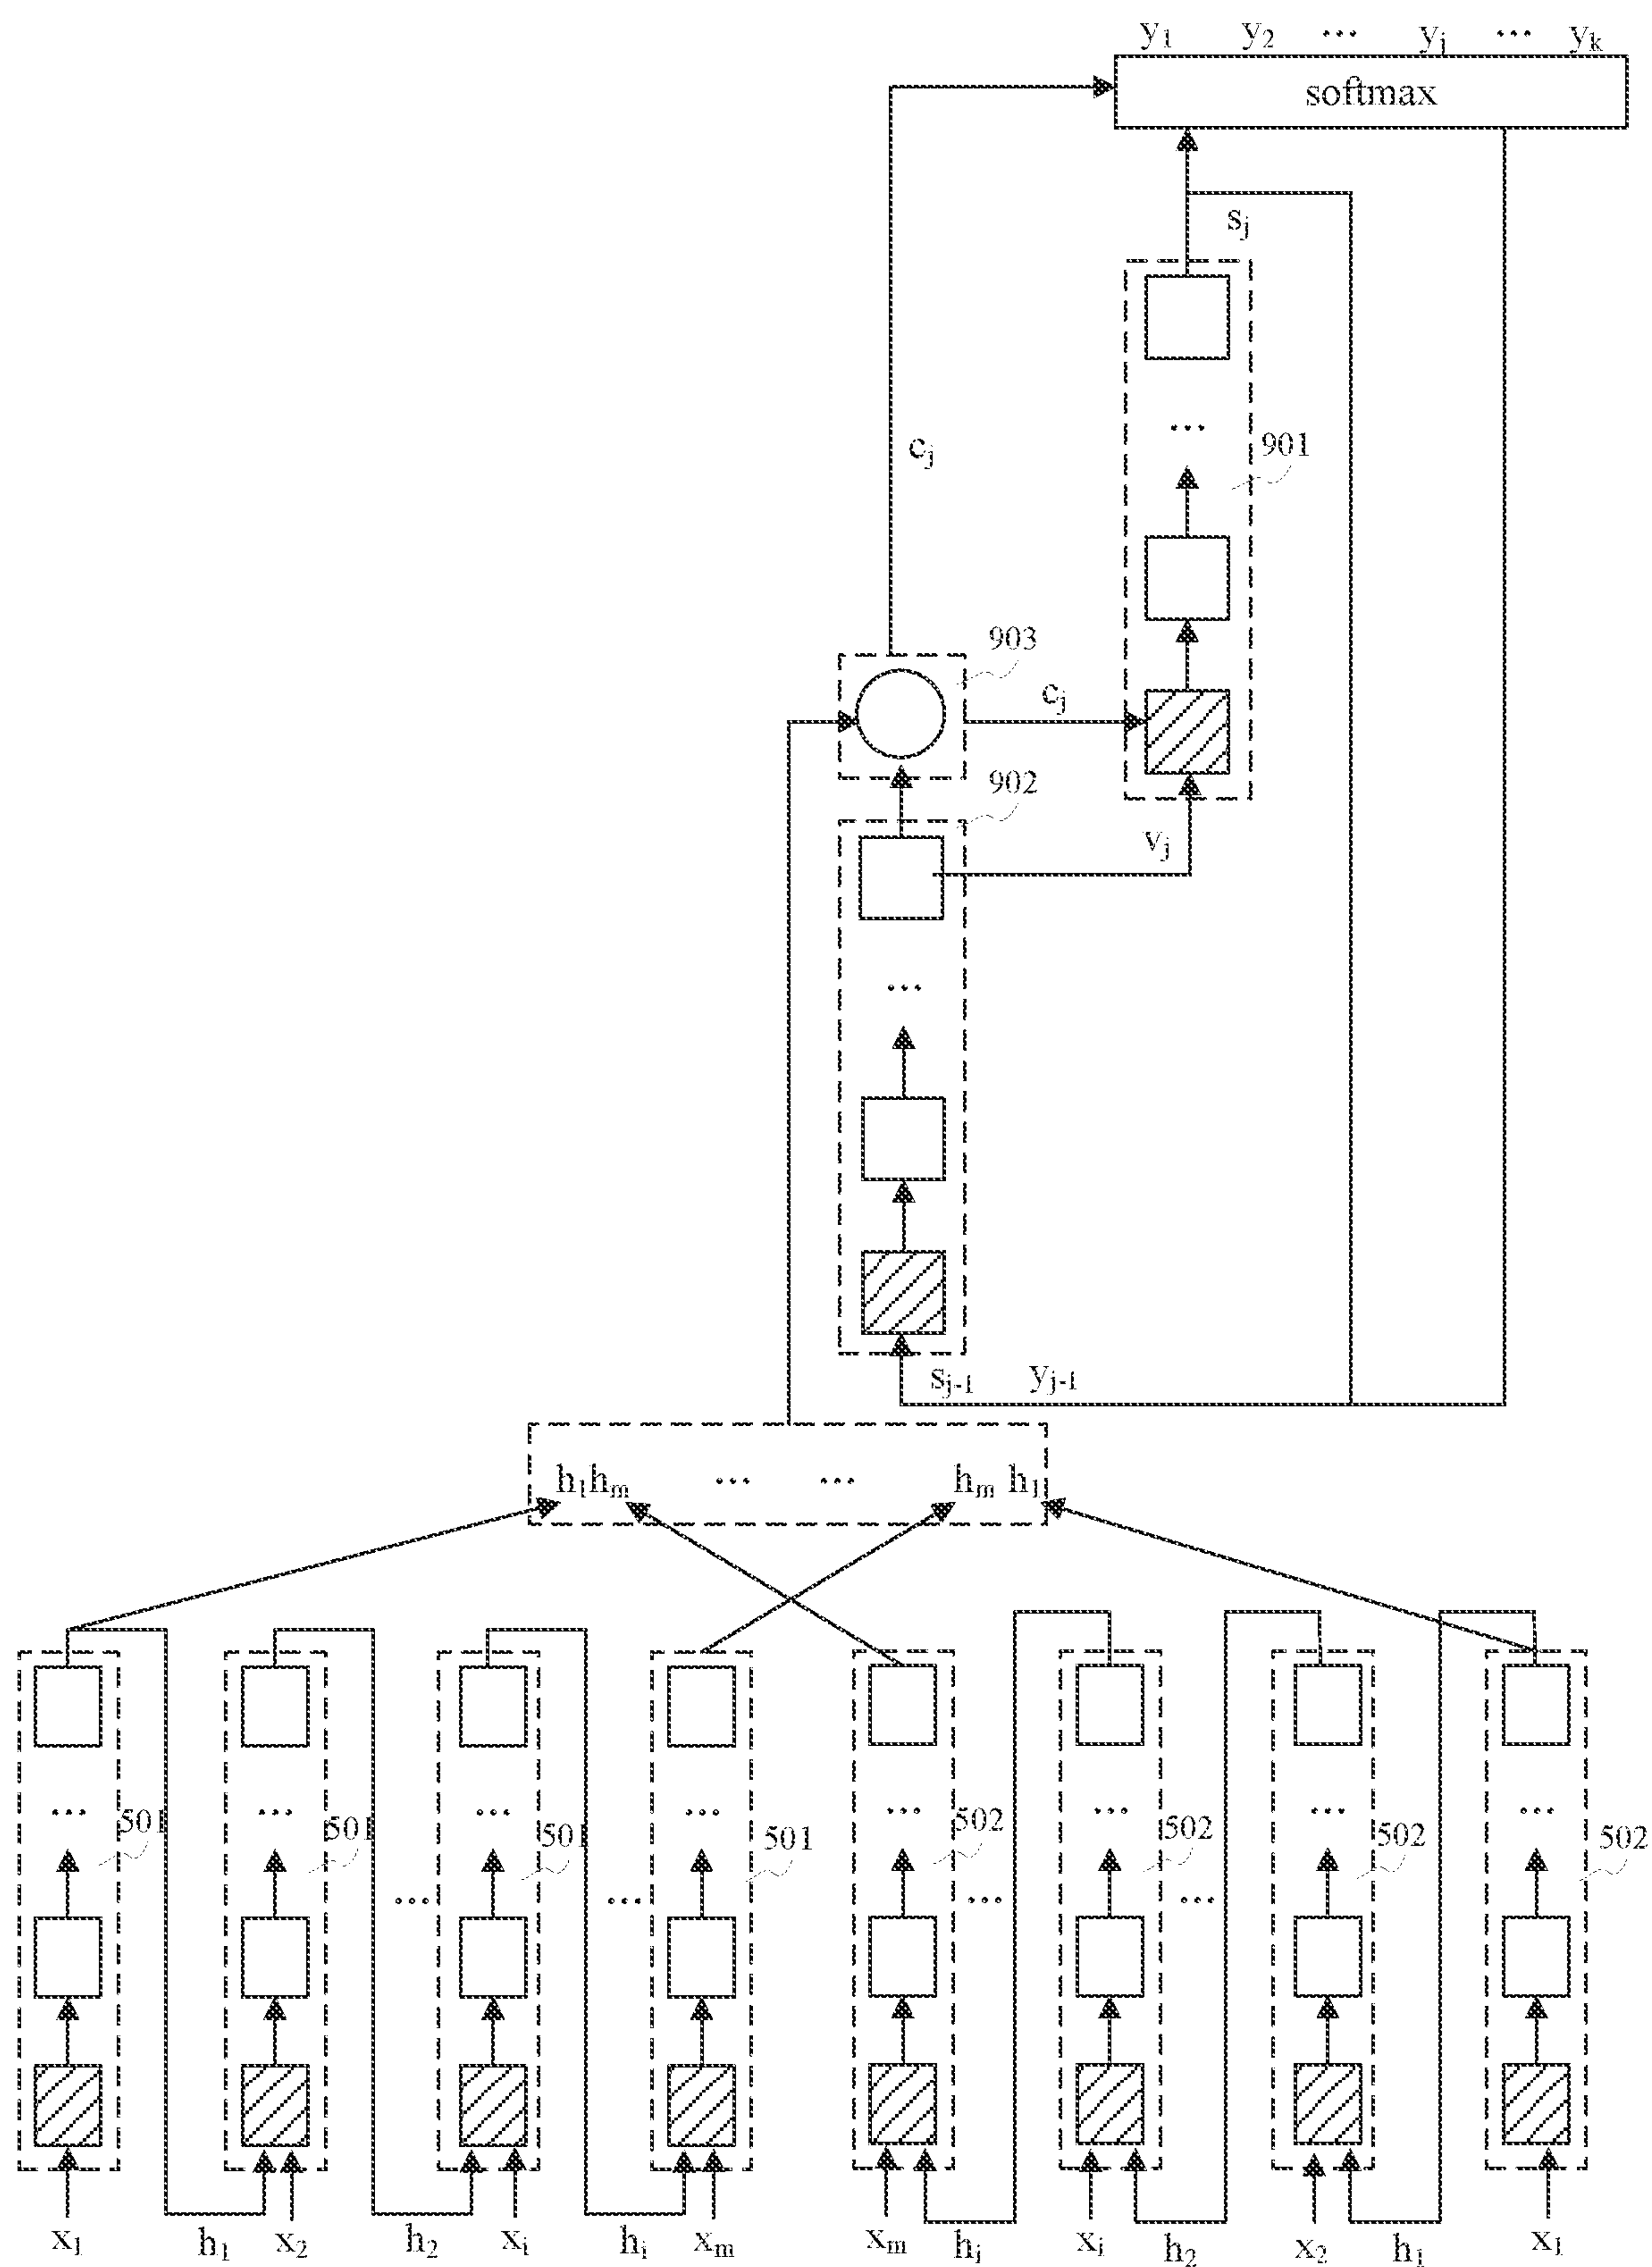 y₁ y₂ ... yⱼ ... yₖ
softmax
sⱼ
cⱼ
901
903
cⱼ
902
vⱼ
...
...
sⱼ₋₁ yⱼ₋₁
h₁hₘ ... ... hₘ h₁
... ... ... ... ... ... ... ...
501 501 501 501 502 502 502 502
... ... ... ...
x₁ h₁ x₂ h₂ xᵢ hᵢ xₘ xₘ hⱼ xᵢ h₂ x₂ h₁ x₁